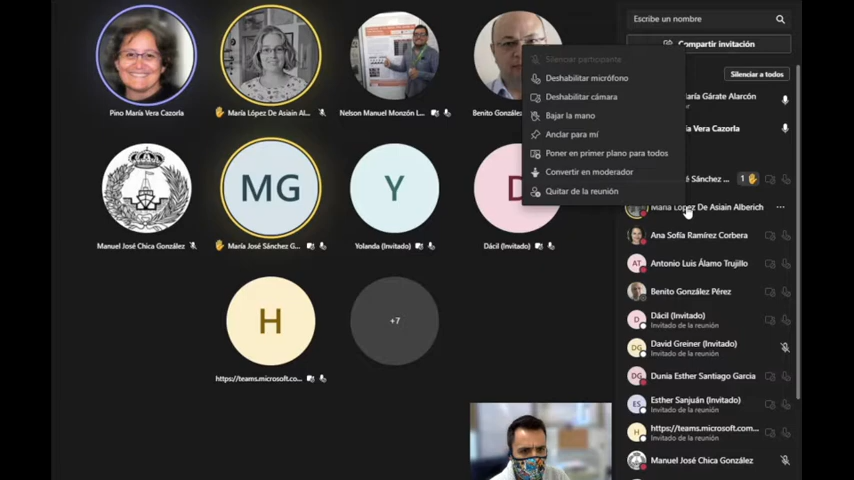 Escribe un nombre
Compartir invitación
Silenciar a todos
Silenciar participante
Deshabilitar micrófono
Deshabilitar cámara
Bajar la mano
Anclar para mí
Poner en primer plano para todos
Convertir en moderador
Quitar de la reunión
Pino María Vera Cazorla
María López De Asiain Alberich
Nelson Manuel Monzón L...
Benito González
Manuel José Chica González
MG
María José Sánchez G...
Y
Yolanda (Invitado)
D
Dácil (Invitado)
H
https://teams.microsoft.co...
+7
María Gárate Alarcón
Vera Cazorla
sé Sánchez ...
1
María López De Asiain Alberich
Ana Sofía Ramírez Corbera
AT
Antonio Luis Álamo Trujillo
Benito González Pérez
D
Dácil (Invitado)
Invitado de la reunión
DG
David Greiner (Invitado)
Invitado de la reunión
DG
Dunia Esther Santiago Garcia
ES
Esther Sanjuán (Invitado)
Invitado de la reunión
H
https://teams.microsoft.com...
Invitado de la reunión
Manuel José Chica González